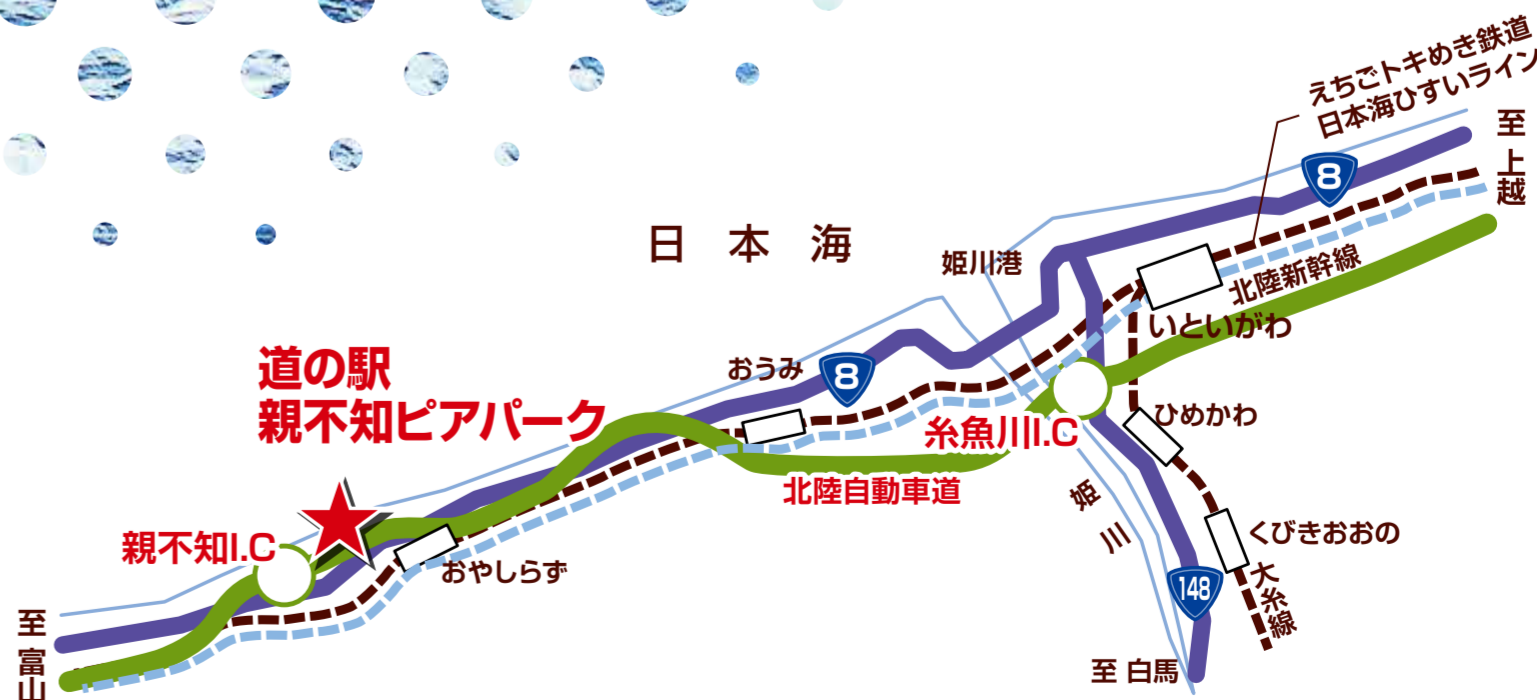 えちごトキめき鉄道
日本海ひすいライン
至上越
8
日本海
姫川港
北陸新幹線
いといがわ
道の駅
親不知ピアパーク
おうみ
8
糸魚川I.C
ひめかわ
北陸自動車道
姫川
くびきおおの
親不知I.C
おやしらず
148
大糸線
至富山
至 白馬